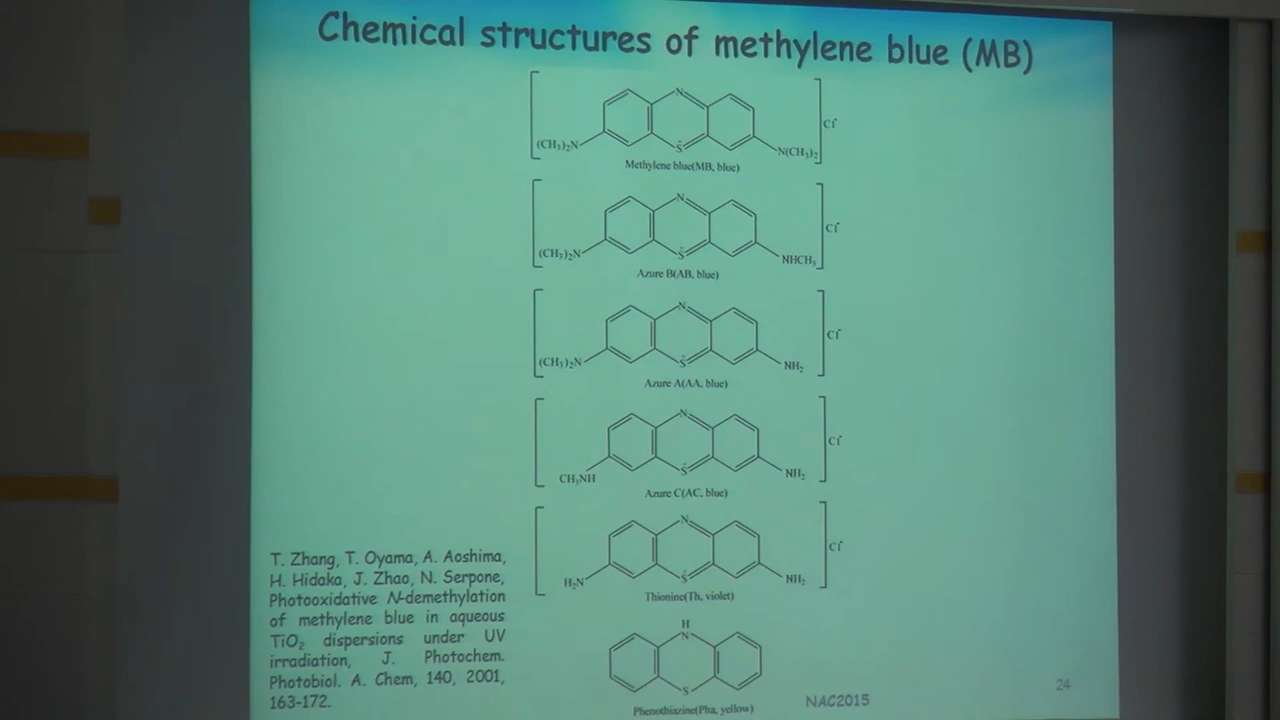 Chemical structures of methylene blue (MB)
N
S
(CH₃)₂N
N(CH₃)₂
Cl⁻
Methylene blue(MB, blue)
N
S
(CH₃)₂N
NHCH₃
Cl⁻
Azure B(AB, blue)
N
S
(CH₃)₂N
NH₂
Cl⁻
Azure A(AA, blue)
N
S
CH₃NH
NH₂
Cl⁻
Azure C(AC, blue)
N
S
H₂N
NH₂
Cl⁻
Thionine(Th, violet)
H
N
S
Phenothiazine(Pha, yellow)
T. Zhang, T. Oyama, A. Aoshima,
H. Hidaka, J. Zhao, N. Serpone,
Photooxidative N-demethylation
of methylene blue in aqueous
TiO₂ dispersions under UV
irradiation, J. Photochem.
Photobiol. A. Chem, 140, 2001,
163-172.
NAC2015
24